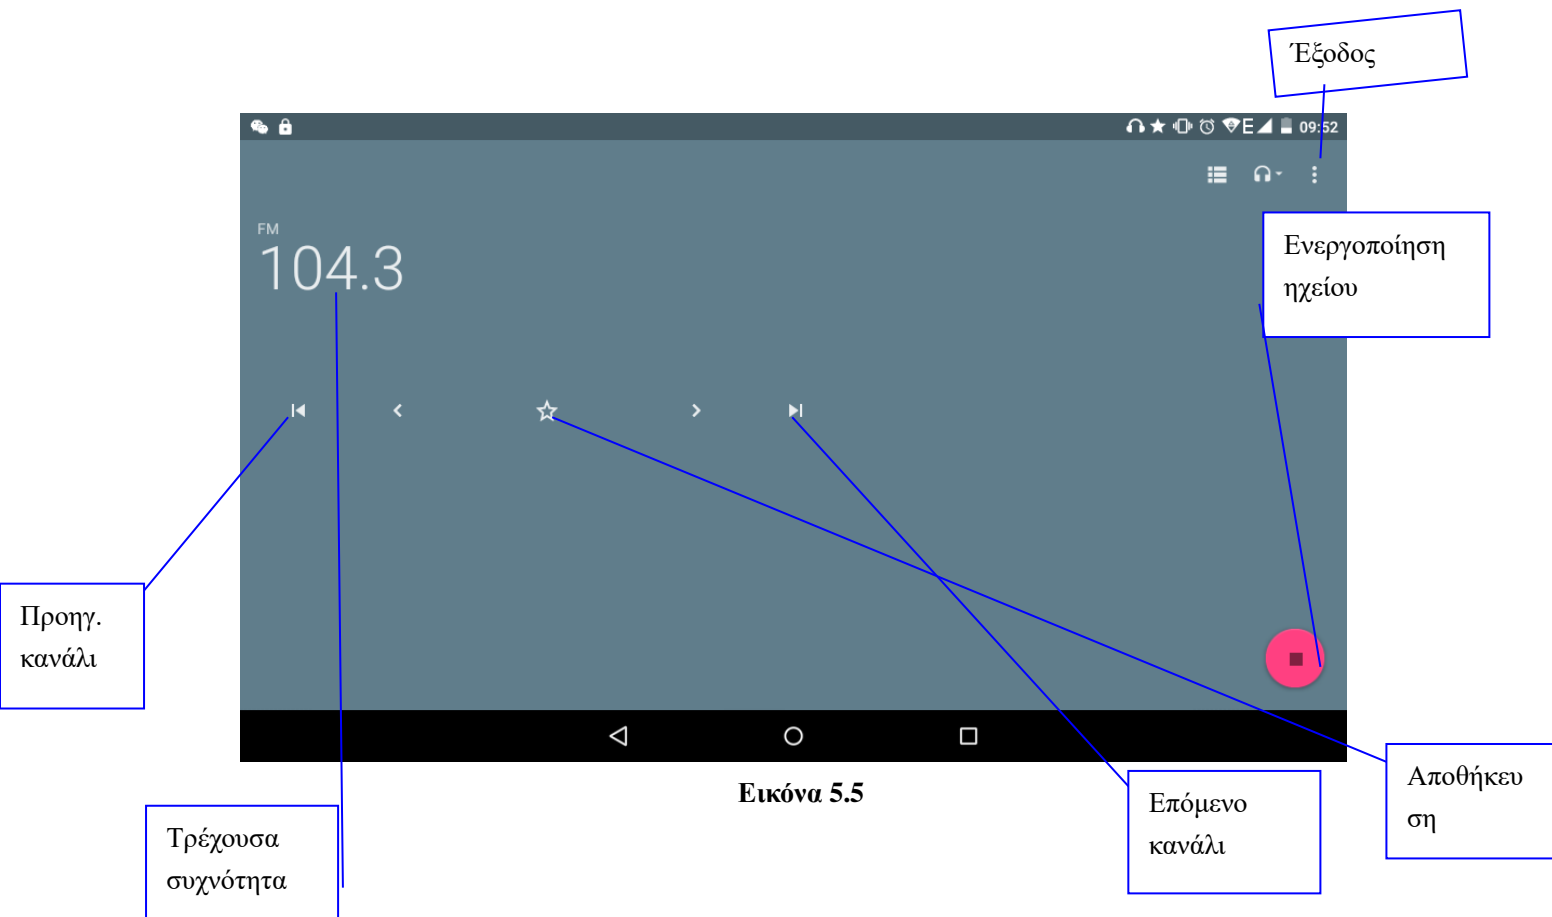 Έξοδος
E 09:52
FM
104.3
Ενεργοποίηση
ηχείου
Προηγ.
κανάλι
Εικόνα 5.5
Αποθήκευ
ση
Επόμενο
κανάλι
Τρέχουσα
συχνότητα